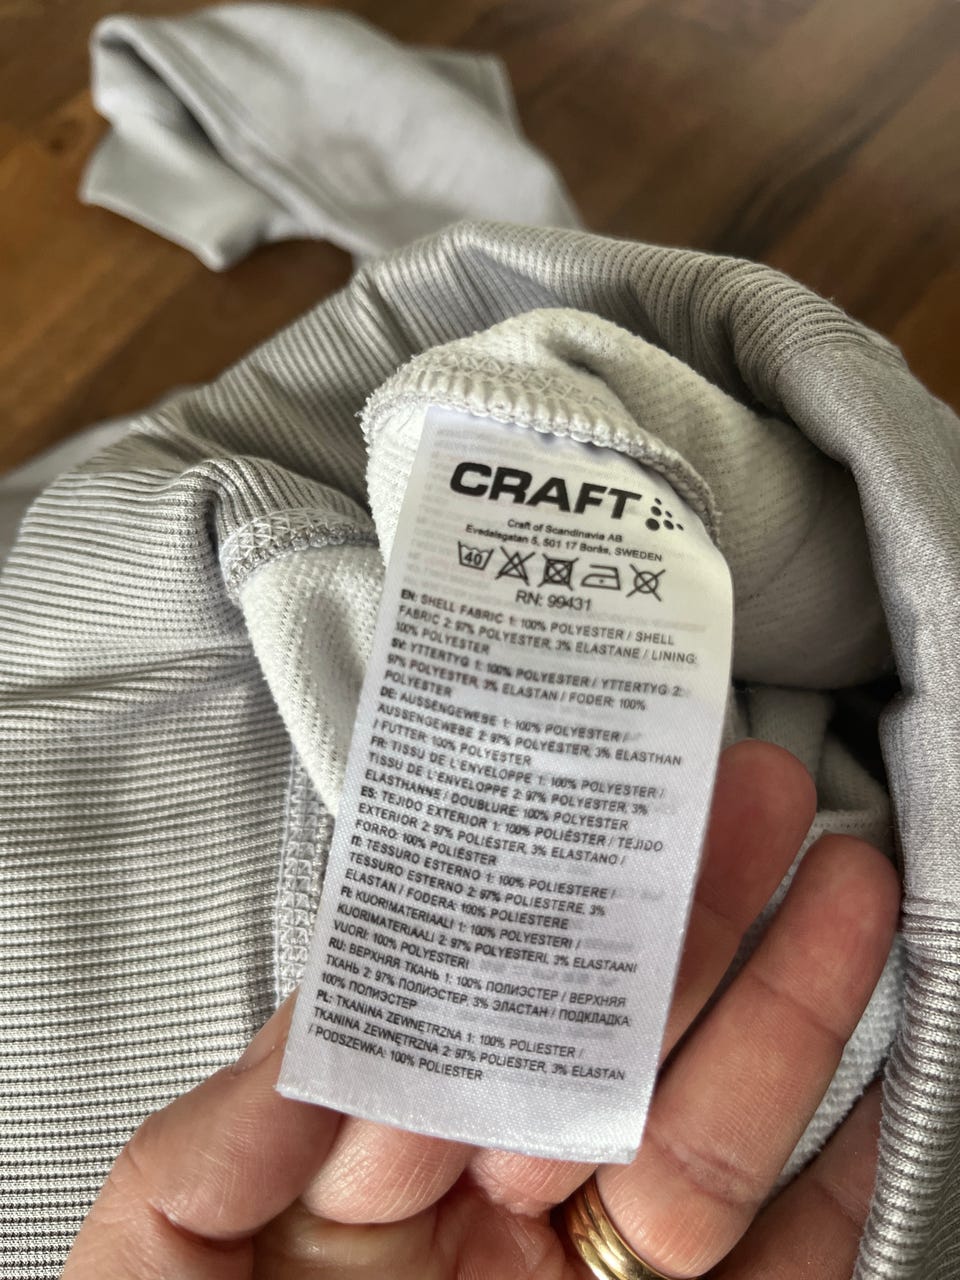 CRAFT
Craft of Scandinavia AB
Evedalsgatan 5, 501 17 Borås, SWEDEN
40
RN: 99431
EN: SHELL FABRIC 1: 100% POLYESTER / SHELL
FABRIC 2: 97% POLYESTER, 3% ELASTANE / LINING:
100% POLYESTER
SV: YTTERTYG 1: 100% POLYESTER / YTTERTYG 2:
97% POLYESTER, 3% ELASTAN / FODER: 100%
POLYESTER
DE: AUSSENGEWEBE 1: 100% POLYESTER /
AUSSENGEWEBE 2: 97% POLYESTER, 3% ELASTHAN
/ FUTTER: 100% POLYESTER
FR: TISSU DE L'ENVELOPPE 1: 100% POLYESTER /
TISSU DE L'ENVELOPPE 2: 97% POLYESTER, 3%
ELASTHANNE / DOUBLURE: 100% POLYESTER
ES: TEJIDO EXTERIOR 1: 100% POLIÉSTER / TEJIDO
EXTERIOR 2: 97% POLIÉSTER, 3% ELASTANO /
FORRO: 100% POLIÉSTER
IT: TESSURO ESTERNO 1: 100% POLIESTERE /
TESSURO ESTERNO 2: 97% POLIESTERE, 3%
ELASTAN / FODERA: 100% POLIESTERE
FI: KUORIMATERIAALI 1: 100% POLYESTERI /
KUORIMATERIAALI 2: 97% POLYESTERI, 3% ELASTAANI
VUORI: 100% POLYESTERI
RU: ВЕРХНЯЯ ТКАНЬ 1: 100% ПОЛИЭСТЕР / ВЕРХНЯЯ
ТКАНЬ 2: 97% ПОЛИЭСТЕР, 3% ЭЛАСТАН / ПОДКЛАДКА:
100% ПОЛИЭСТЕР
PL: TKANINA ZEWNĘTRZNA 1: 100% POLIESTER /
TKANINA ZEWNĘTRZNA 2: 97% POLIESTER, 3% ELASTAN
/ PODSZEWKA: 100% POLIESTER